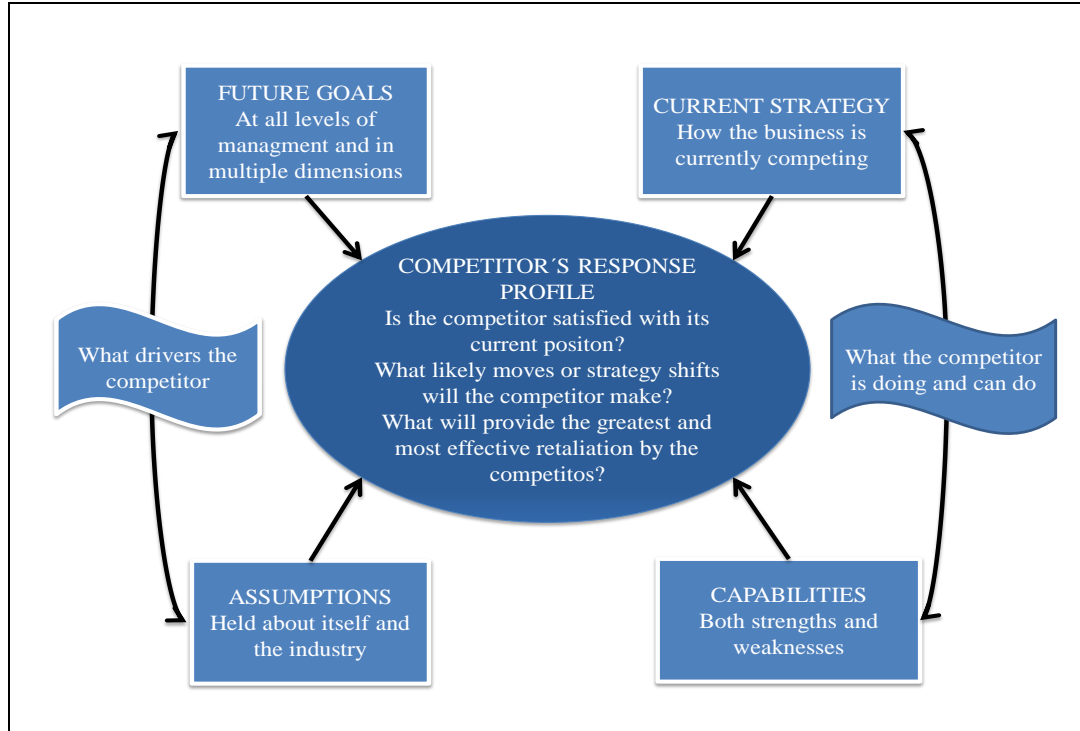 FUTURE GOALS
At all levels of
managment and in
multiple dimensions
CURRENT STRATEGY
How the business is
currently competing
COMPETITOR´S RESPONSE
PROFILE
Is the competitor satisfied with its
current positon?
What likely moves or strategy shifts
will the competitor make?
What will provide the greatest and
most effective retaliation by the
competitos?
What drivers the
competitor
What the competitor
is doing and can do
ASSUMPTIONS
Held about itself and
the industry
CAPABILITIES
Both strengths and
weaknesses